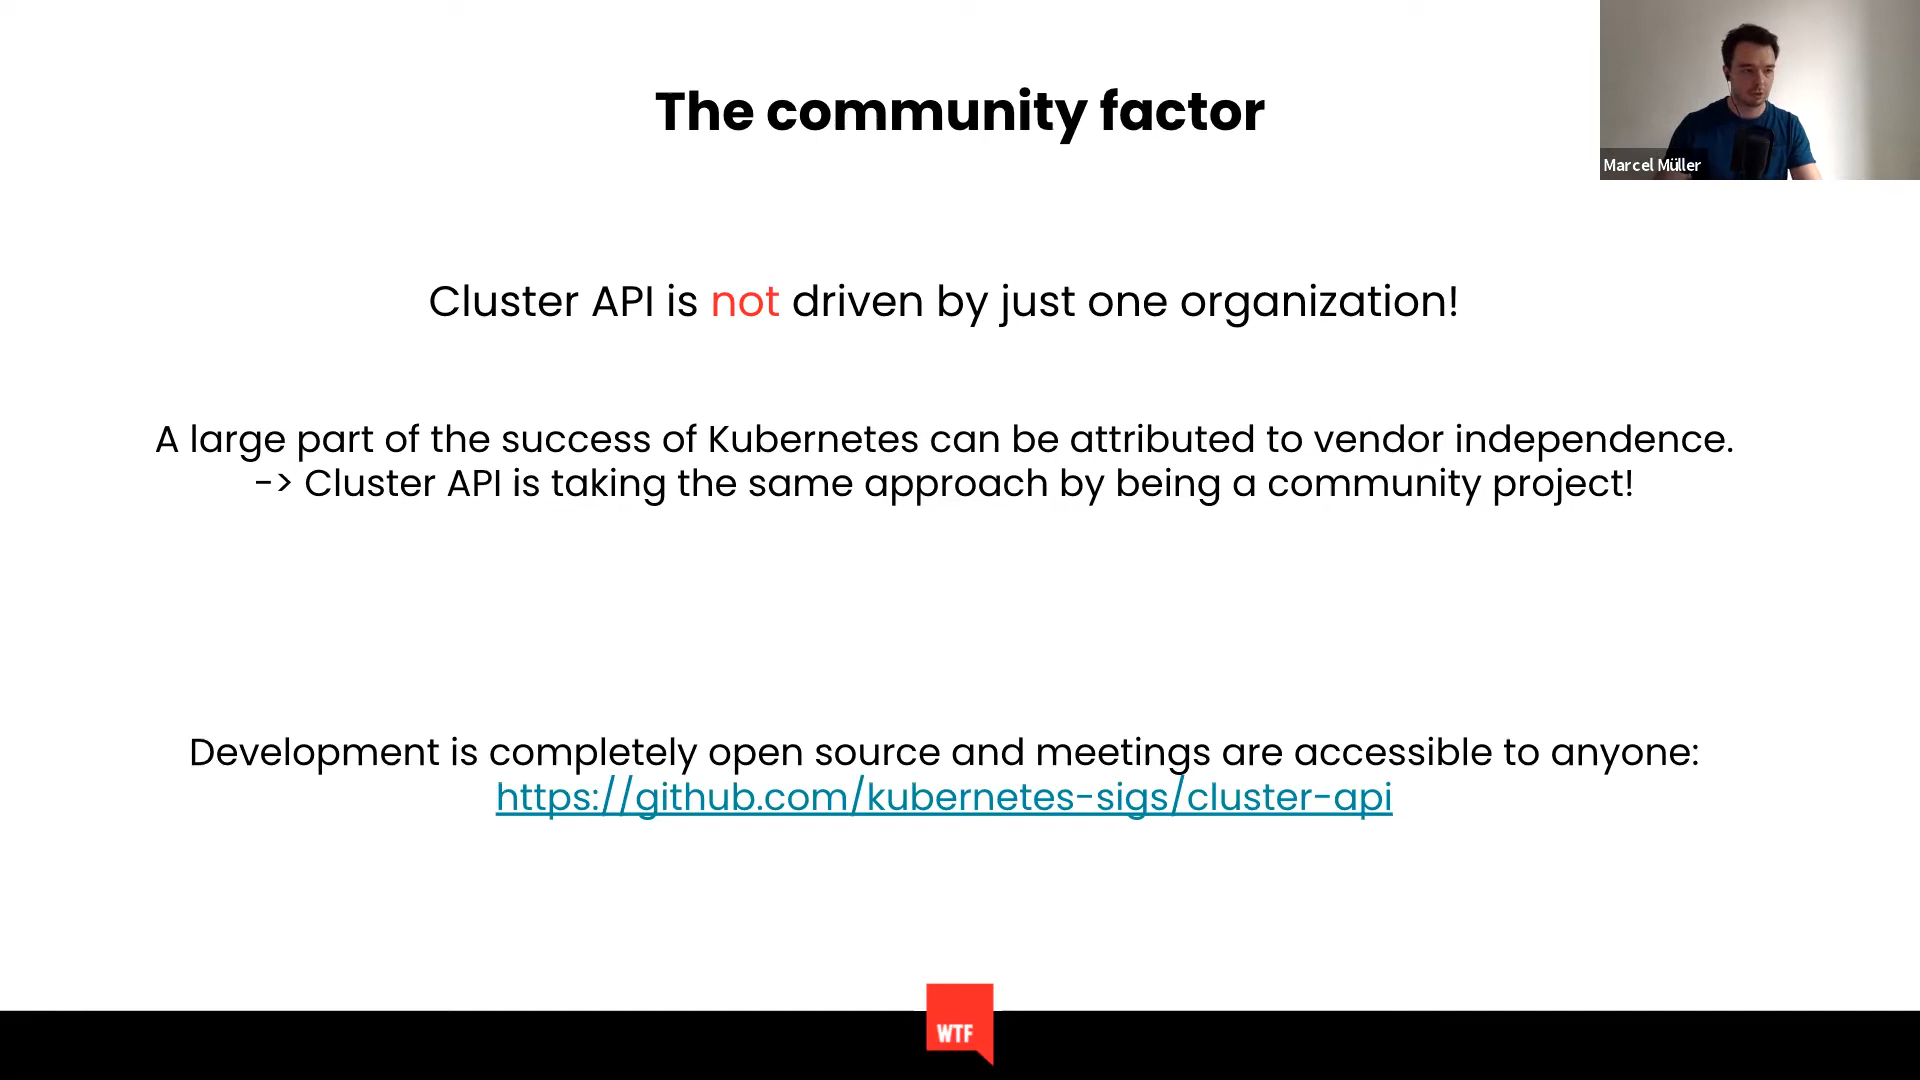 The community factor
Marcel Müller
Cluster API is not driven by just one organization!
A large part of the success of Kubernetes can be attributed to vendor independence.
-> Cluster API is taking the same approach by being a community project!
Development is completely open source and meetings are accessible to anyone:
https://github.com/kubernetes-sigs/cluster-api
WTF